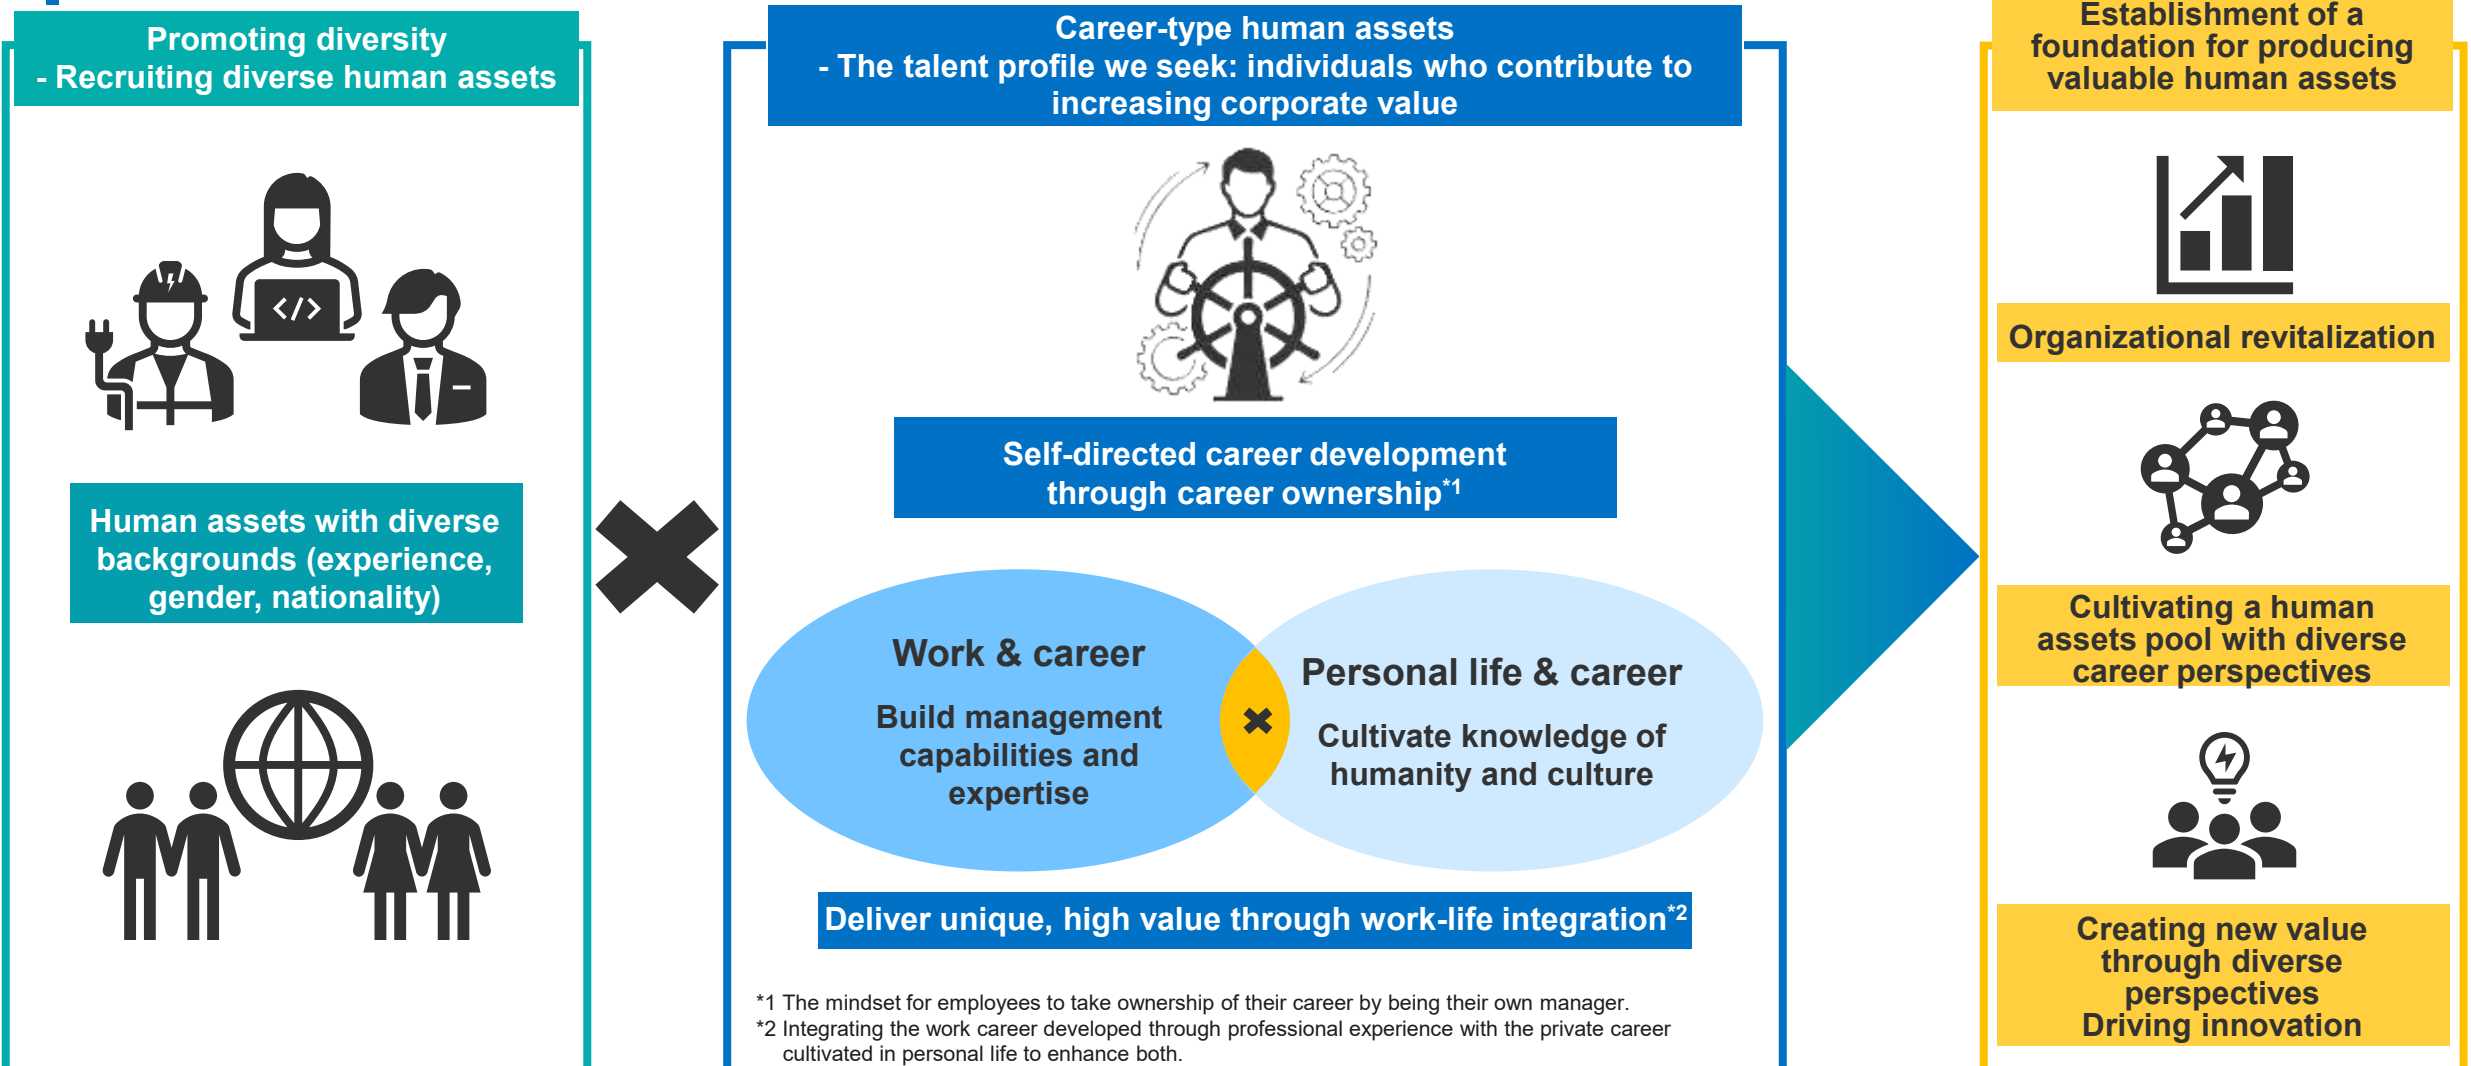 Promoting diversity
- Recruiting diverse human assets
Human assets with diverse
backgrounds (experience,
gender, nationality)
Career-type human assets
- The talent profile we seek: individuals who contribute to
increasing corporate value
Self-directed career development
through career ownership*1
Work & career
Build management
capabilities and
expertise
Personal life & career
Cultivate knowledge of
humanity and culture
Deliver unique, high value through work-life integration*2
*1 The mindset for employees to take ownership of their career by being their own manager.
*2 Integrating the work career developed through professional experience with the private career
cultivated in personal life to enhance both.
Establishment of a
foundation for producing
valuable human assets
Organizational revitalization
Cultivating a human
assets pool with diverse
career perspectives
Creating new value
through diverse
perspectives
Driving innovation